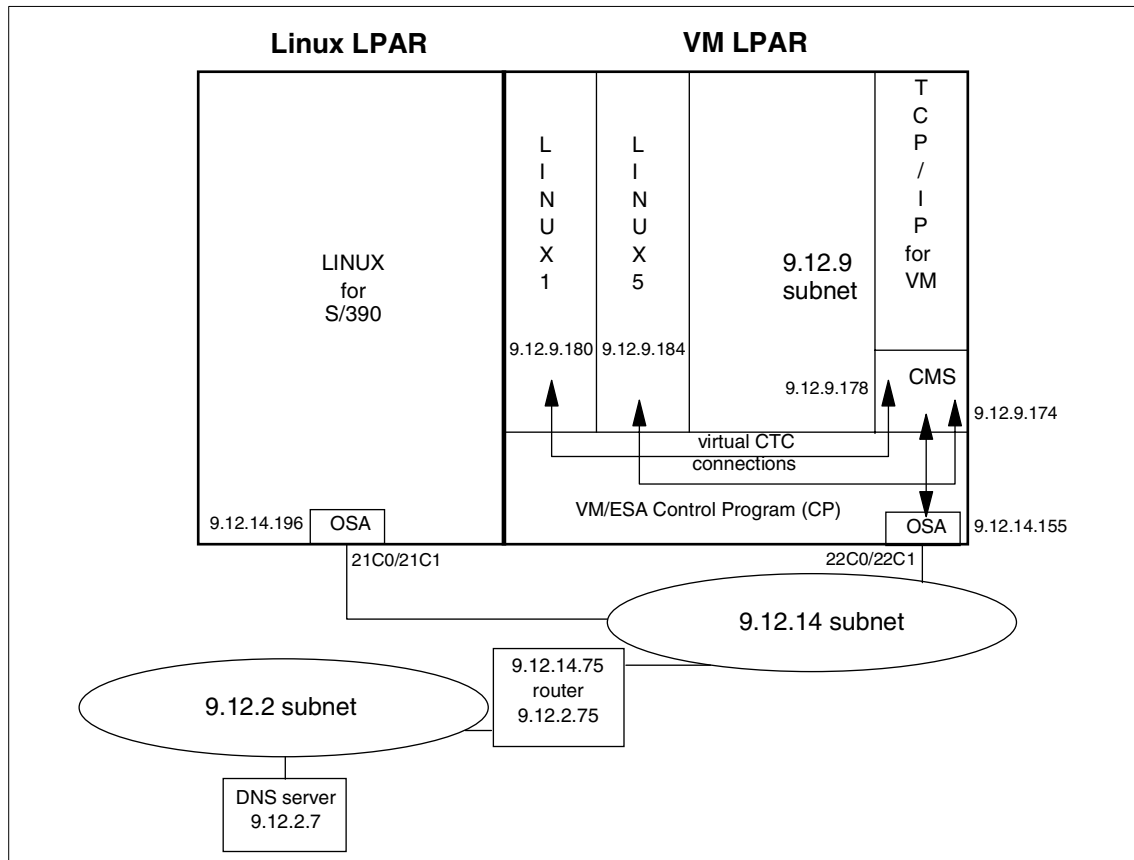 Linux LPAR
VM LPAR
LINUX
for
S/390
L
I
N
U
X
1
L
I
N
U
X
5
9.12.9
subnet
T
C
P
/
I
P
for
VM
9.12.9.180
9.12.9.184
9.12.9.178
CMS
9.12.9.174
virtual CTC
connections
VM/ESA Control Program (CP)
9.12.14.196
OSA
OSA
9.12.14.155
21C0/21C1
22C0/22C1
9.12.14 subnet
9.12.14.75
router
9.12.2.75
9.12.2 subnet
DNS server
9.12.2.7